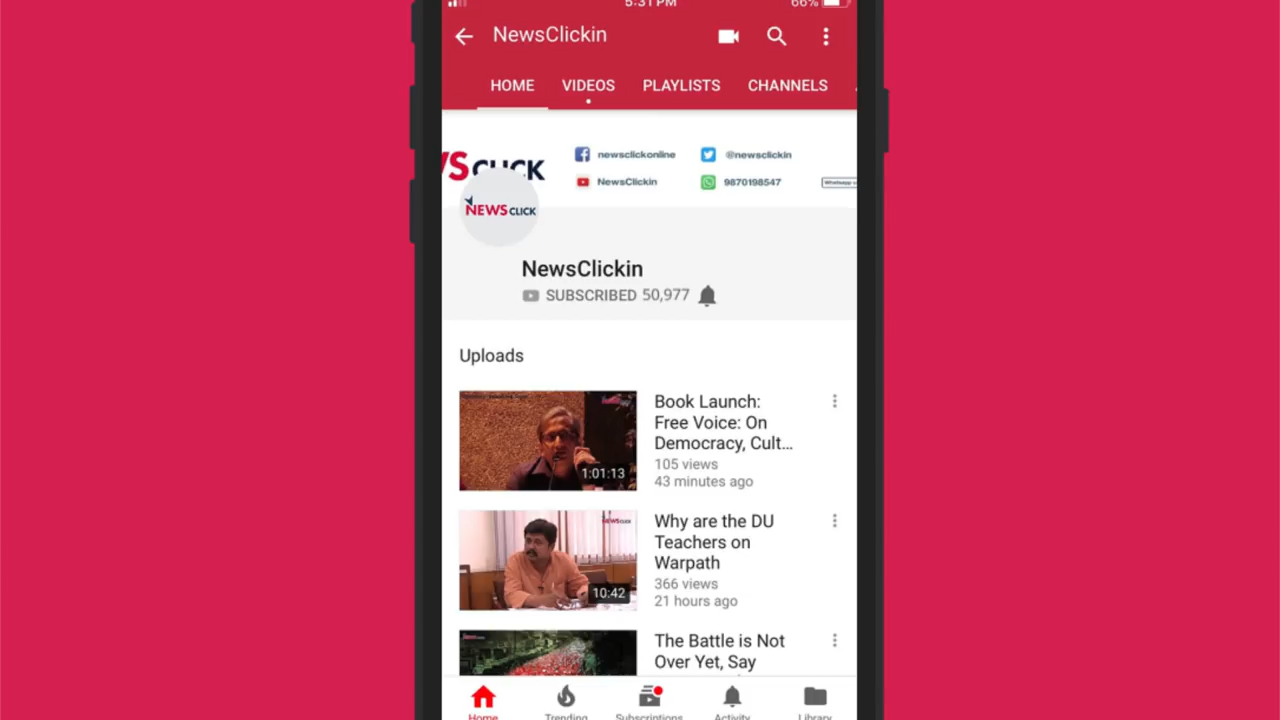 5:31 PM 66%
NewsClickin
HOME VIDEOS PLAYLISTS CHANNELS
WS CLICK
newsclickonline @newsclickin
NewsClickin 9870198547
NEWSCLICK
NewsClickin
SUBSCRIBED 50,977
Uploads
Book Launch:
Free Voice: On
Democracy, Cult...
105 views
43 minutes ago
1:01:13
Why are the DU
Teachers on
Warpath
366 views
21 hours ago
NEWSCLICK
10:42
The Battle is Not
Over Yet, Say
Home Trending Subscriptions Activity Library